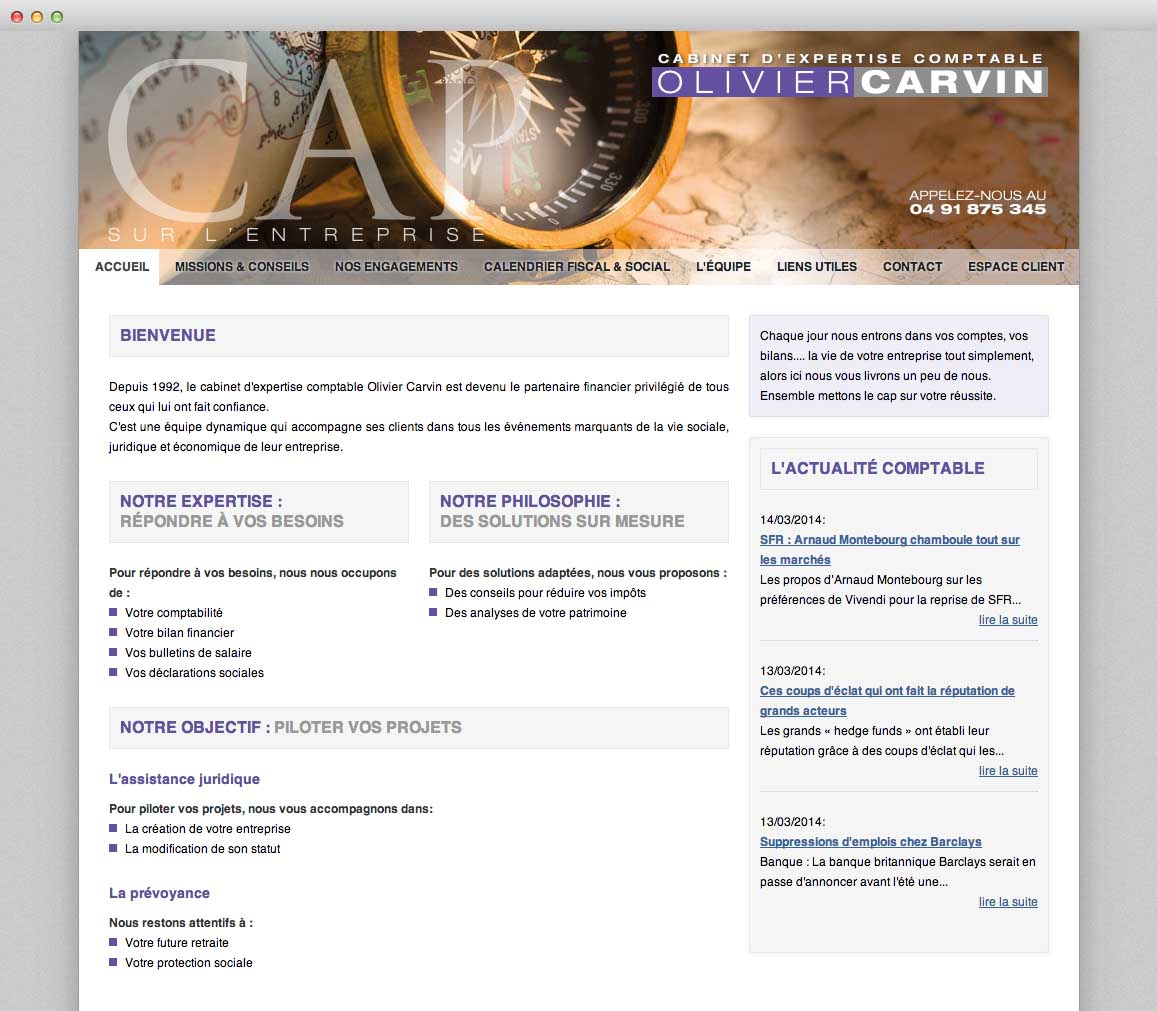 CABINET D'EXPERTISE COMPTABLE
OLIVIERCARVIN
CAP
SUR L'ENTREPRISE
APPELEZ-NOUS AU
04 91 875 345
NW
ACCUEIL MISSIONS & CONSEILS NOS ENGAGEMENTS CALENDRIER FISCAL & SOCIAL L'ÉQUIPE LIENS UTILES CONTACT ESPACE CLIENT
BIENVENUE
Depuis 1992, le cabinet d'expertise comptable Olivier Carvin est devenu le partenaire financier privilégié de tous
ceux qui lui ont fait confiance.
C'est une équipe dynamique qui accompagne ses clients dans tous les événements marquants de la vie sociale,
juridique et économique de leur entreprise.
NOTRE EXPERTISE :
RÉPONDRE À VOS BESOINS
Pour répondre à vos besoins, nous nous occupons
de :
Votre comptabilité
Votre bilan financier
Vos bulletins de salaire
Vos déclarations sociales
NOTRE PHILOSOPHIE :
DES SOLUTIONS SUR MESURE
Pour des solutions adaptées, nous vous proposons :
Des conseils pour réduire vos impôts
Des analyses de votre patrimoine
NOTRE OBJECTIF : PILOTER VOS PROJETS
L'assistance juridique
Pour piloter vos projets, nous vous accompagnons dans:
La création de votre entreprise
La modification de son statut
La prévoyance
Nous restons attentifs à :
Votre future retraite
Votre protection sociale
Chaque jour nous entrons dans vos comptes, vos
bilans.... la vie de votre entreprise tout simplement,
alors ici nous vous livrons un peu de nous.
Ensemble mettons le cap sur votre réussite.
L'ACTUALITÉ COMPTABLE
14/03/2014:
SFR : Arnaud Montebourg chamboule tout sur
les marchés
Les propos d'Arnaud Montebourg sur les
préférences de Vivendi pour la reprise de SFR...
lire la suite
13/03/2014:
Ces coups d'éclat qui ont fait la réputation de
grands acteurs
Les grands « hedge funds » ont établi leur
réputation grâce à des coups d'éclat qui les...
lire la suite
13/03/2014:
Suppressions d'emplois chez Barclays
Banque : La banque britannique Barclays serait en
passe d'annoncer avant l'été une...
lire la suite